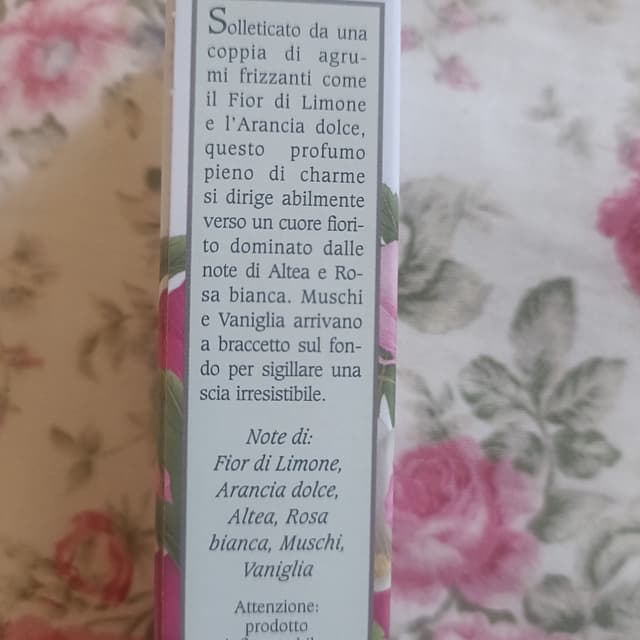 Solleticato da una
coppia di agru-
mi frizzanti come
il Fior di Limone
e l'Arancia dolce,
questo profumo
pieno di charme
si dirige abilmente
verso un cuore fiori-
to dominato dalle
note di Altea e Ro-
sa bianca. Muschi
e Vaniglia arrivano
a braccetto sul fon-
do per sigillare una
scia irresistibile.
Note di:
Fior di Limone,
Arancia dolce,
Altea, Rosa
bianca, Muschi,
Vaniglia
Attenzione:
prodotto